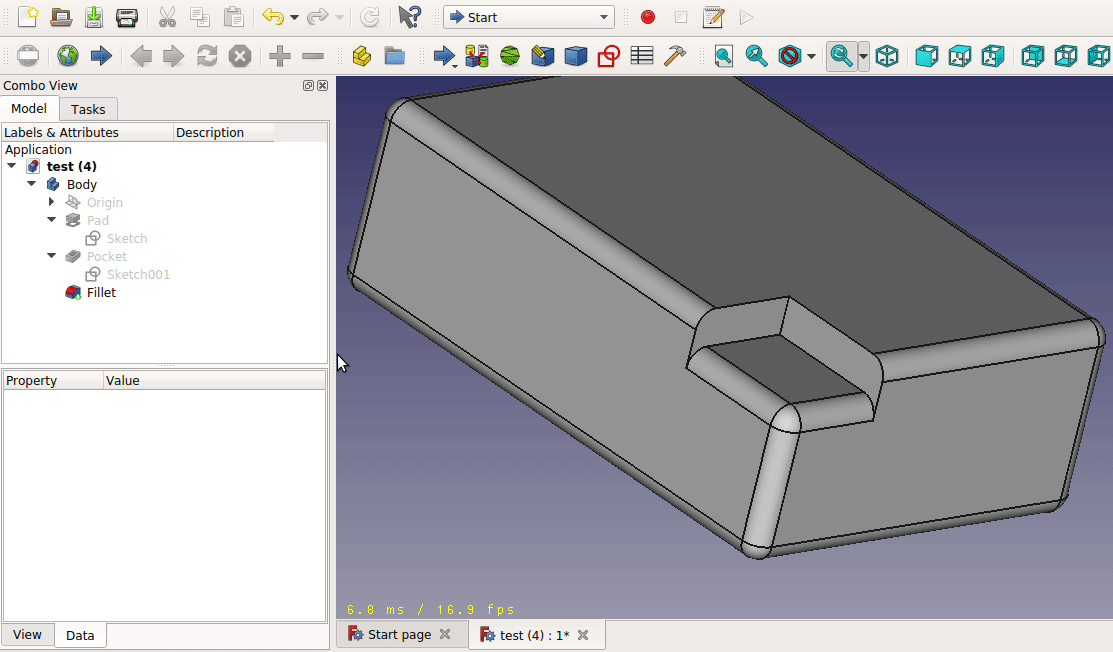 Start
Combo View
Model Tasks
Labels & Attributes Description
Application
test (4)
Body
Origin
Pad
Sketch
Pocket
Sketch001
Fillet
Property Value
View Data
6.8 ms / 16.9 fps
Start page test (4) : 1*